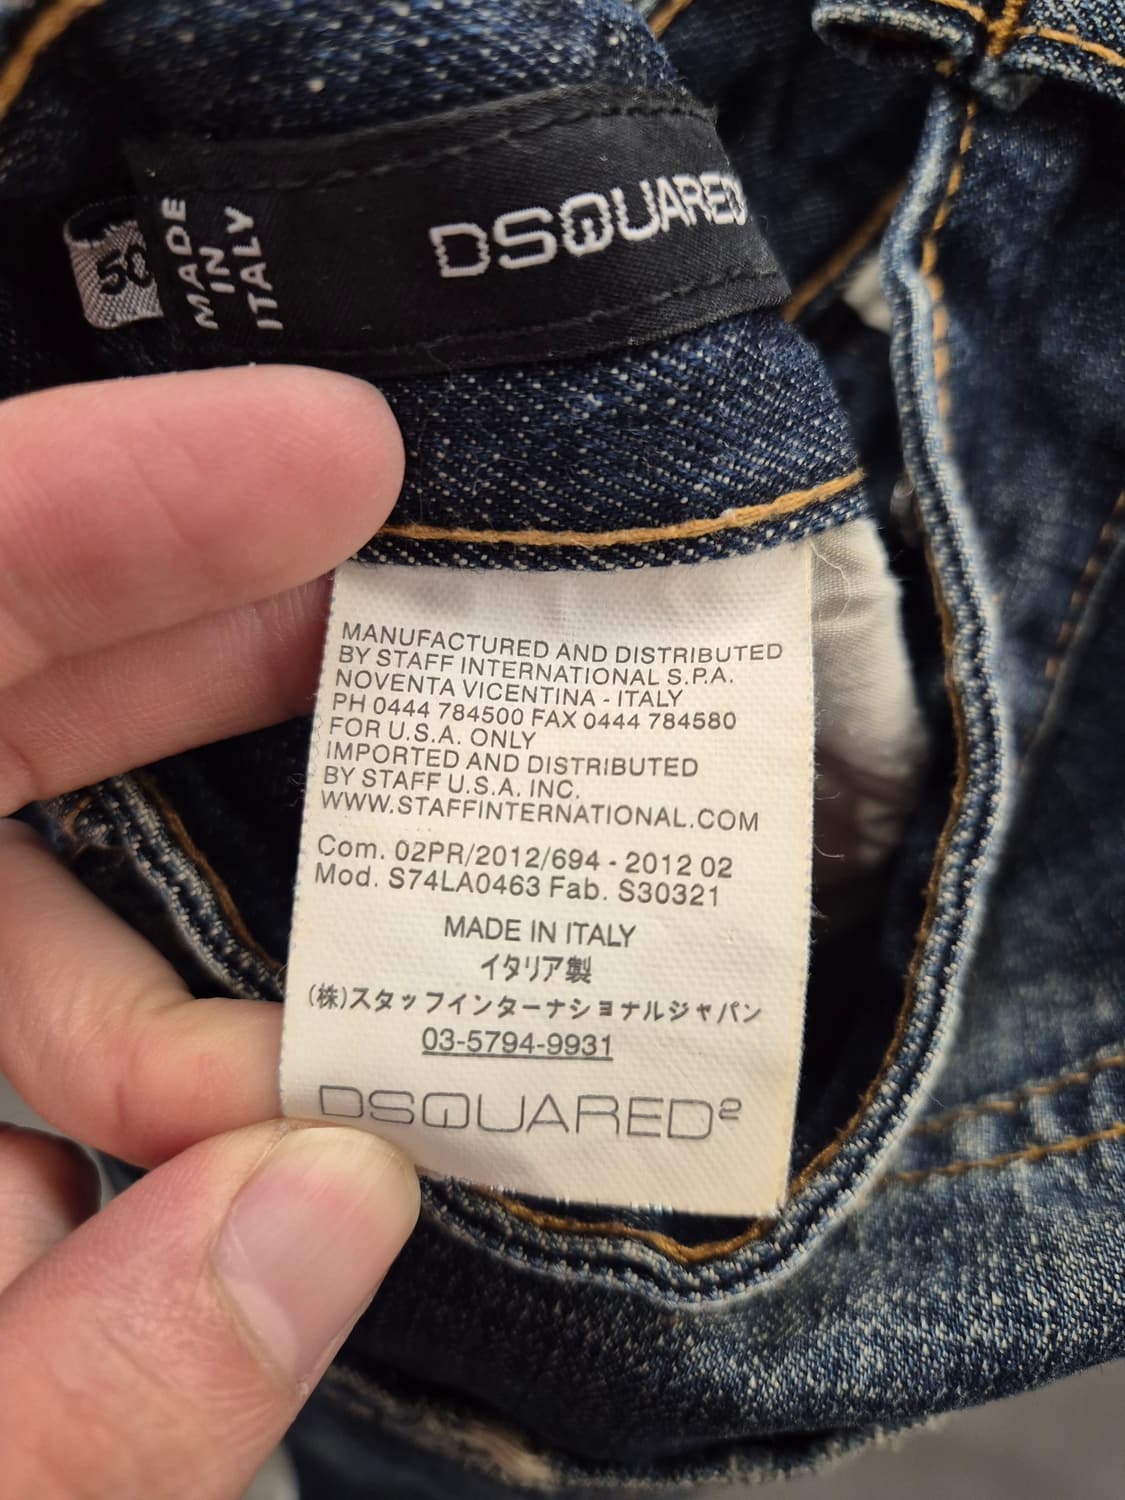 50
MADE
IN
ITALY
DSQUARED
MANUFACTURED AND DISTRIBUTED
BY STAFF INTERNATIONAL S.P.A.
NOVENTA VICENTINA - ITALY
PH 0444 784500 FAX 0444 784580
FOR U.S.A. ONLY
IMPORTED AND DISTRIBUTED
BY STAFF U.S.A. INC.
WWW.STAFFINTERNATIONAL.COM
Com. 02PR/2012/694 - 2012 02
Mod. S74LA0463 Fab. S30321
MADE IN ITALY
イタリア製
(株)スタッフインターナショナルジャパン
03-5794-9931
DSQUARED²